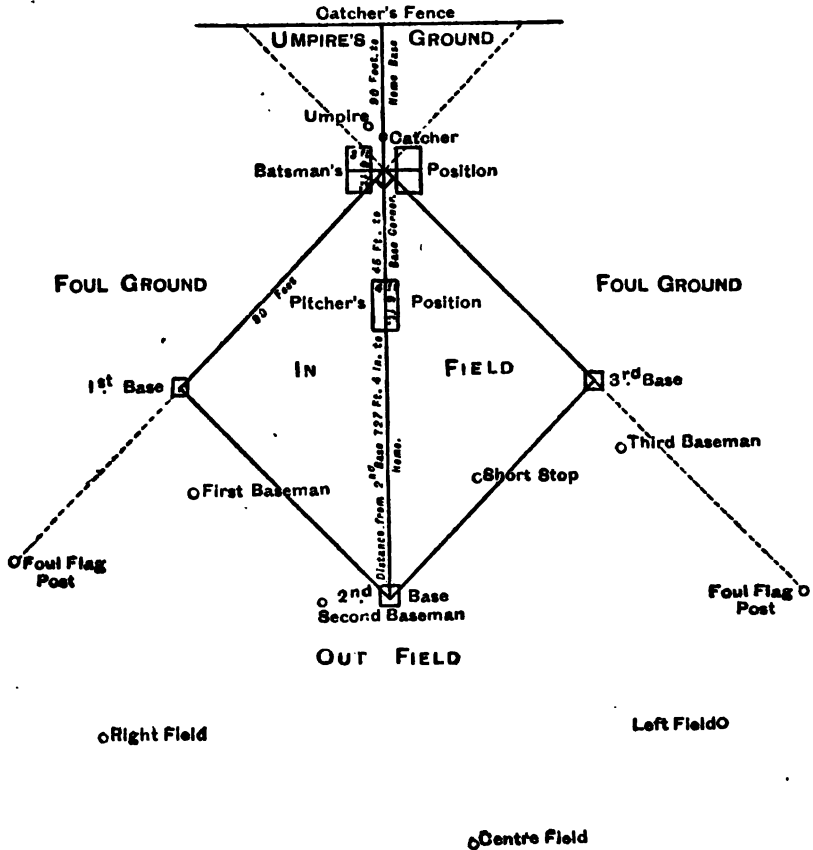 Catcher's Fence
UMPIRE'S GROUND
90 Feet to
Home Base
Umpire
Catcher
Batsman's Position
FOUL GROUND
FOUL GROUND
45 Ft. to
Base Corner.
90 Feet
Pitcher's Position
IN FIELD
1st Base
3rd Base
Third Baseman
Short Stop
First Baseman
Distance from 2nd Base 127 Ft. 4 in. to
Home.
Foul Flag
Post
2nd Base
Second Baseman
Foul Flag
Post
OUT FIELD
Right Field
Left Field
Centre Field